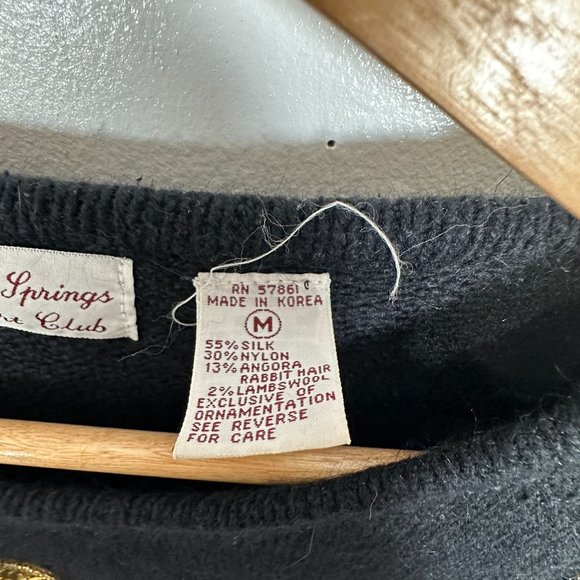 Springs
Club
RN 57861
MADE IN KOREA
M
55% SILK
30% NYLON
13% ANGORA
RABBIT HAIR
2% LAMBSWOOL
EXCLUSIVE OF
ORNAMENTATION
SEE REVERSE
FOR CARE